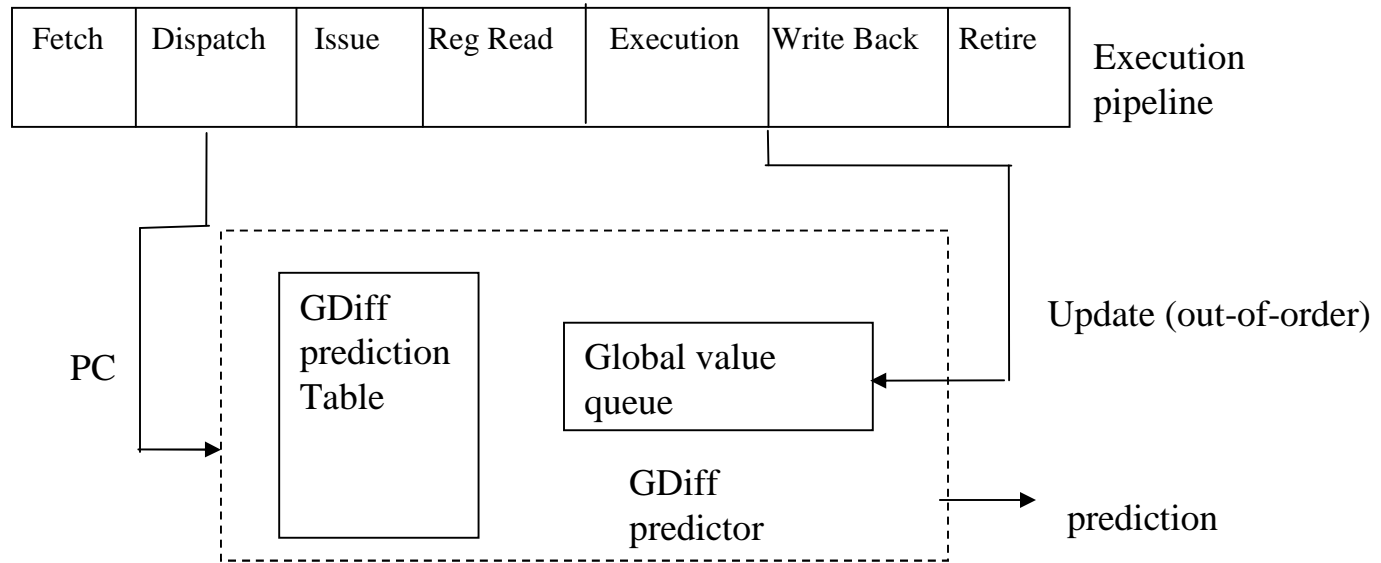 Fetch
Dispatch
Issue
Reg Read
Execution
Write Back
Retire
Execution
pipeline
PC
GDiff
prediction
Table
Global value
queue
GDiff
predictor
Update (out-of-order)
prediction